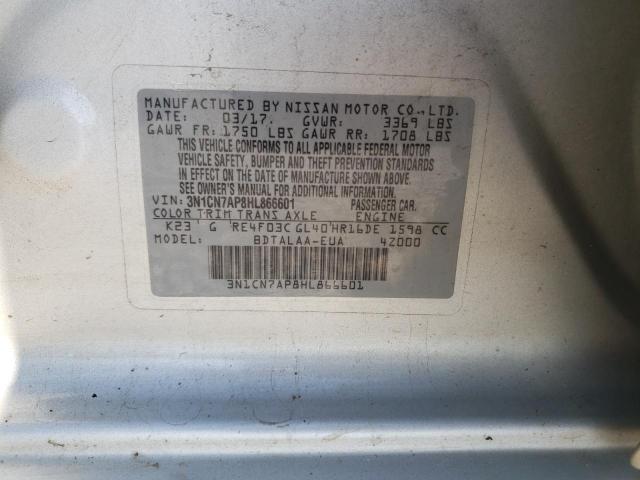 MANUFACTURED BY NISSAN MOTOR CO., LTD.
DATE: 03/17. GVWR: 3369 LBS
GAWR FR: 1750 LBS GAWR RR: 1708 LBS
THIS VEHICLE CONFORMS TO ALL APPLICABLE FEDERAL MOTOR
VEHICLE SAFETY, BUMPER AND THEFT PREVENTION STANDARDS
IN EFFECT ON THE DATE OF MANUFACTURE SHOWN ABOVE.
SEE OWNER'S MANUAL FOR ADDITIONAL INFORMATION.
VIN: 3N1CN7AP8HL866601 PASSENGER CAR.
COLOR TRIM TRANS AXLE ENGINE
K23 G RE4F03C GL40 HR16DE 1598 CC
MODEL: BDTALAA-EUA 4Z000
3N1CN7AP8HL866601